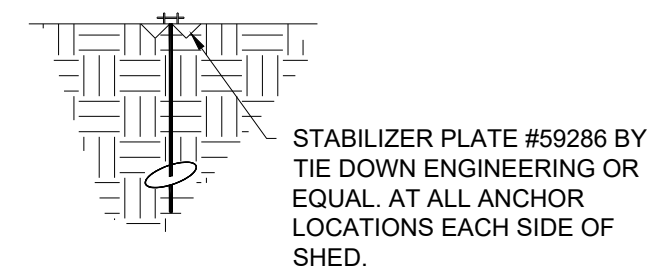 STABILIZER PLATE #59286 BY
TIE DOWN ENGINEERING OR
EQUAL. AT ALL ANCHOR
LOCATIONS EACH SIDE OF
SHED.